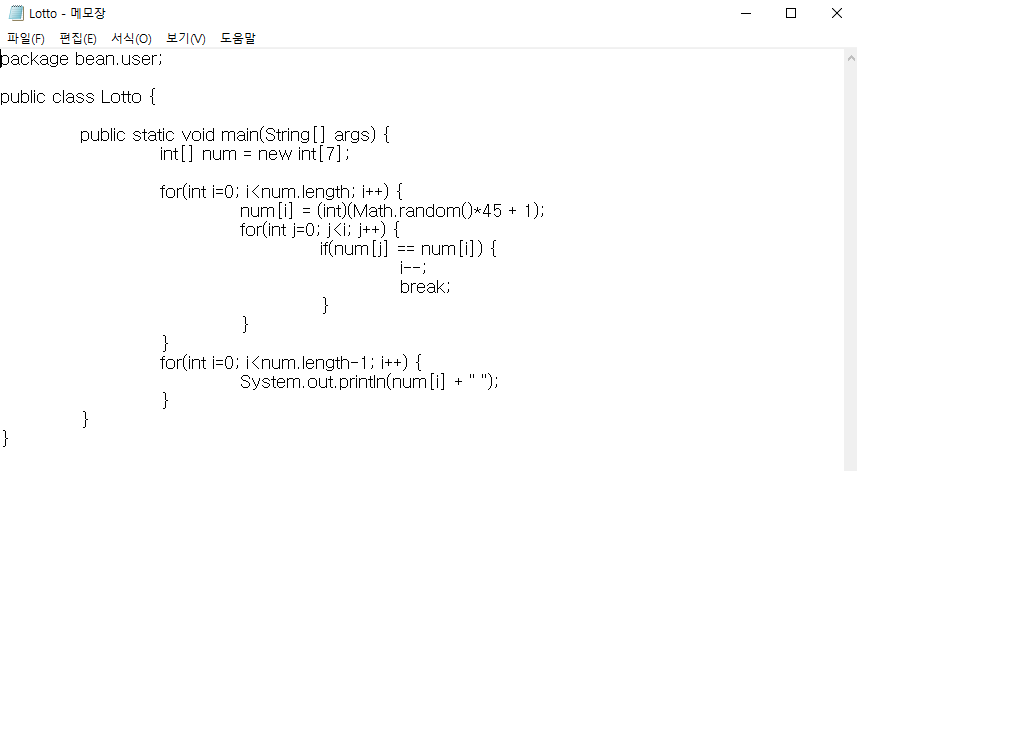 Lotto - 메모장
파일(F) 편집(E) 서식(O) 보기(V) 도움말
package bean.user;
public class Lotto {
public static void main(String[] args) {
int[] num = new int[7];
for(int i=0; i<num.length; i++) {
num[i] = (int)(Math.random()*45 + 1);
for(int j=0; j<i; j++) {
if(num[j] == num[i]) {
i--;
break;
}
}
}
for(int i=0; i<num.length-1; i++) {
System.out.println(num[i] + " ");
}
}
}